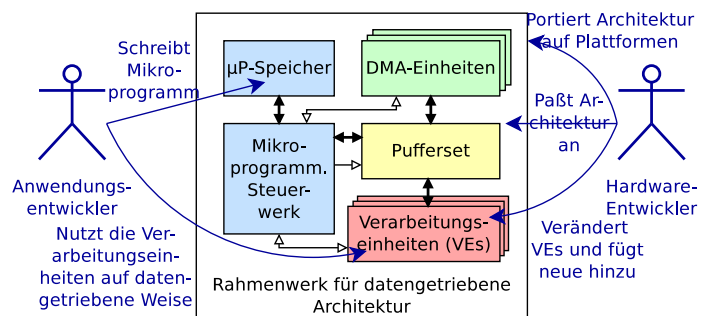 Schreibt
Mikro-
programm
µP-Speicher
DMA-Einheiten
Portiert Architektur
auf Plattformen
Paßt Ar-
chitektur
an
Mikro-
programm.
Steuer-
werk
Pufferset
Anwendungs-
entwickler
Hardware-
Entwickler
Verarbeitungs-
einheiten (VEs)
Nutzt die Ver-
arbeitungsein-
heiten auf daten-
getriebene Weise
Verändert
VEs und fügt
neue hinzu
Rahmenwerk für datengetriebene
Architektur